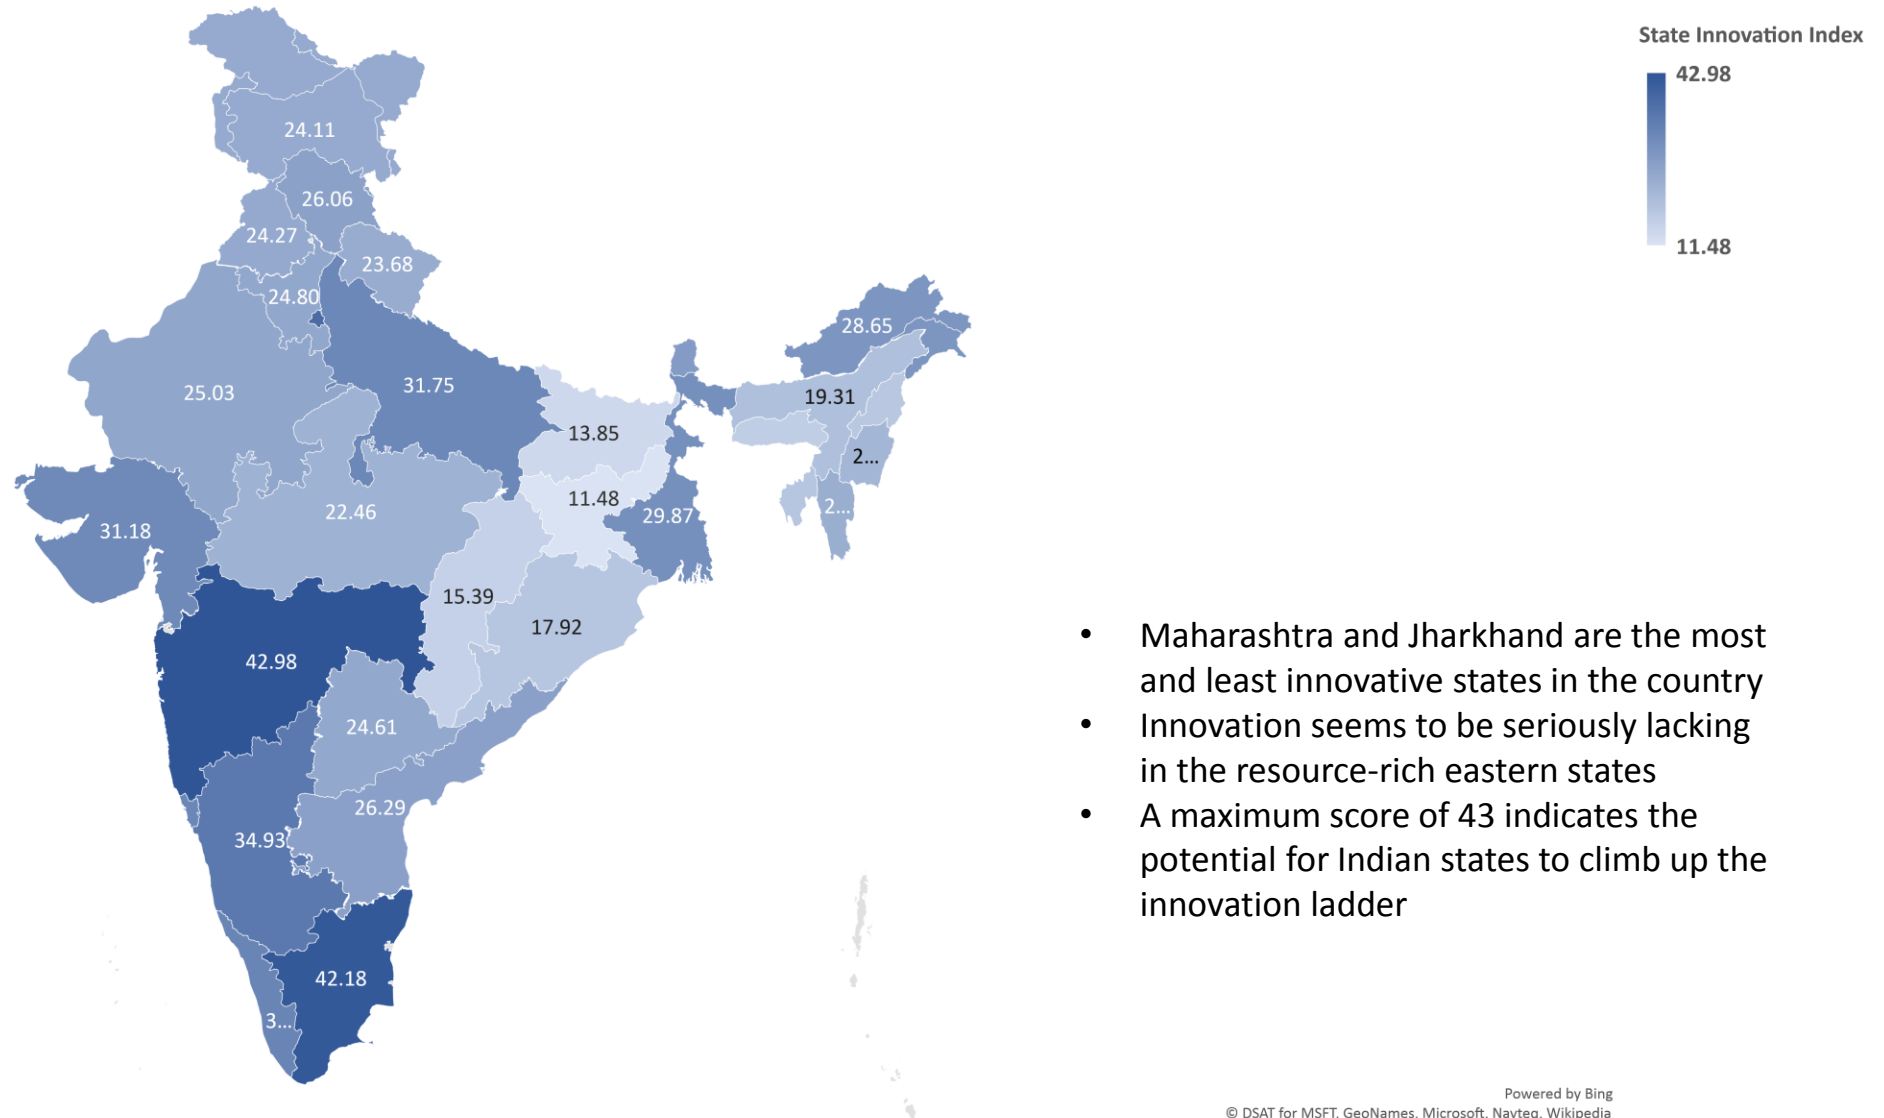 State Innovation Index
42.98
11.48
24.11
26.06
24.27
23.68
24.80
28.65
31.75
25.03
19.31
13.85
2...
11.48
2...
22.46
29.87
31.18
15.39
17.92
42.98
24.61
26.29
34.93
42.18
3...
• Maharashtra and Jharkhand are the most
and least innovative states in the country
• Innovation seems to be seriously lacking
in the resource-rich eastern states
• A maximum score of 43 indicates the
potential for Indian states to climb up the
innovation ladder
Powered by Bing
© DSAT for MSFT, GeoNames, Microsoft, Navteq, Wikipedia